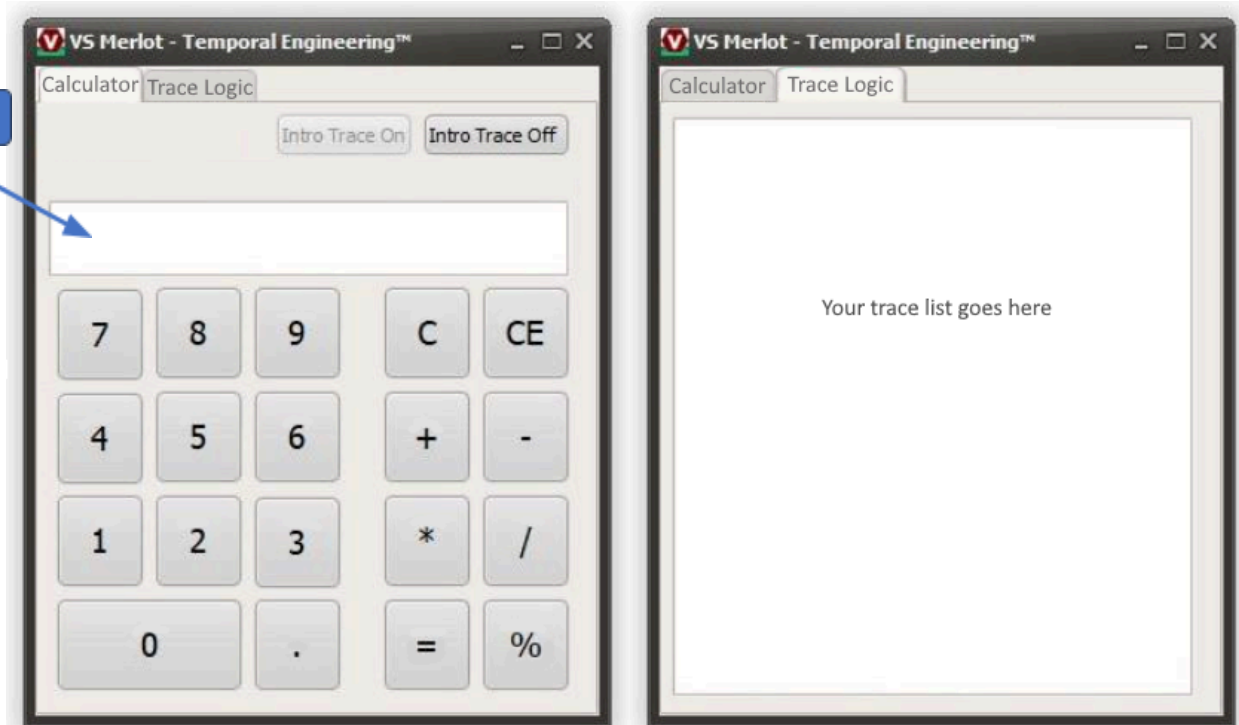 VS Merlot - Temporal Engineering™
Calculator Trace Logic
Intro Trace On Intro Trace Off
7 8 9 C CE
4 5 6 + -
1 2 3 * /
0 . = %
VS Merlot - Temporal Engineering™
Calculator Trace Logic
Your trace list goes here